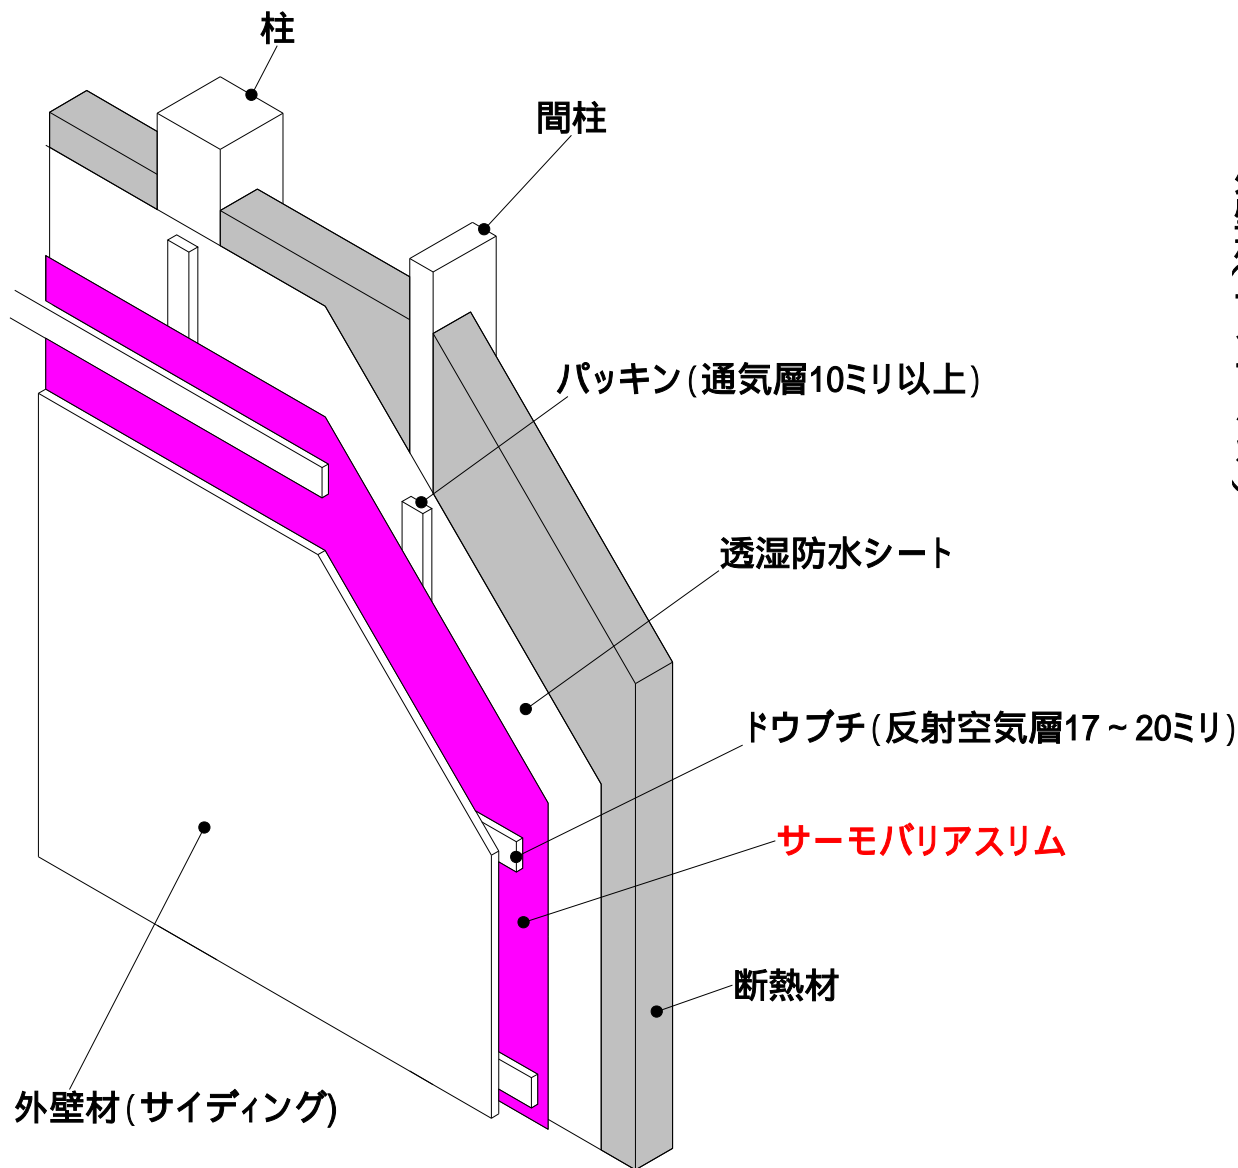 柱
間柱
パッキン(通気層10ミリ以上)
透湿防水シート
ドウブチ(反射空気層17~20ミリ)
サーモバリアスリム
断熱材
外壁材(サイディング)